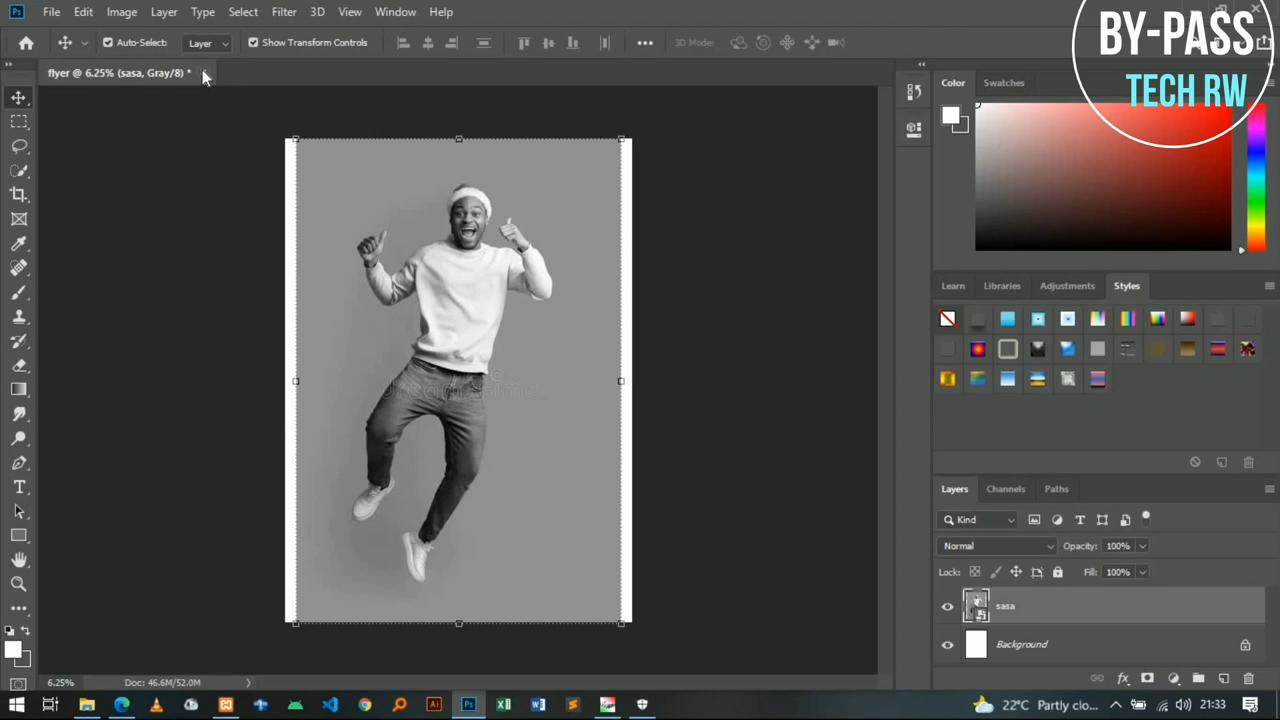 File Edit Image Layer Type Select Filter 3D View Window Help
BY-PASS
TECH RW
Auto-Select: Layer Show Transform Controls 3D Mode:
flyer @ 6.25% (sasa, Gray/8) *
Color Swatches
Learn Libraries Adjustments Styles
Layers Channels Paths
Kind
Normal Opacity: 100%
Lock: Fill: 100%
sasa
Background
6.25% Doc: 46.6M/52.0M
22°C Partly clo... 21:33